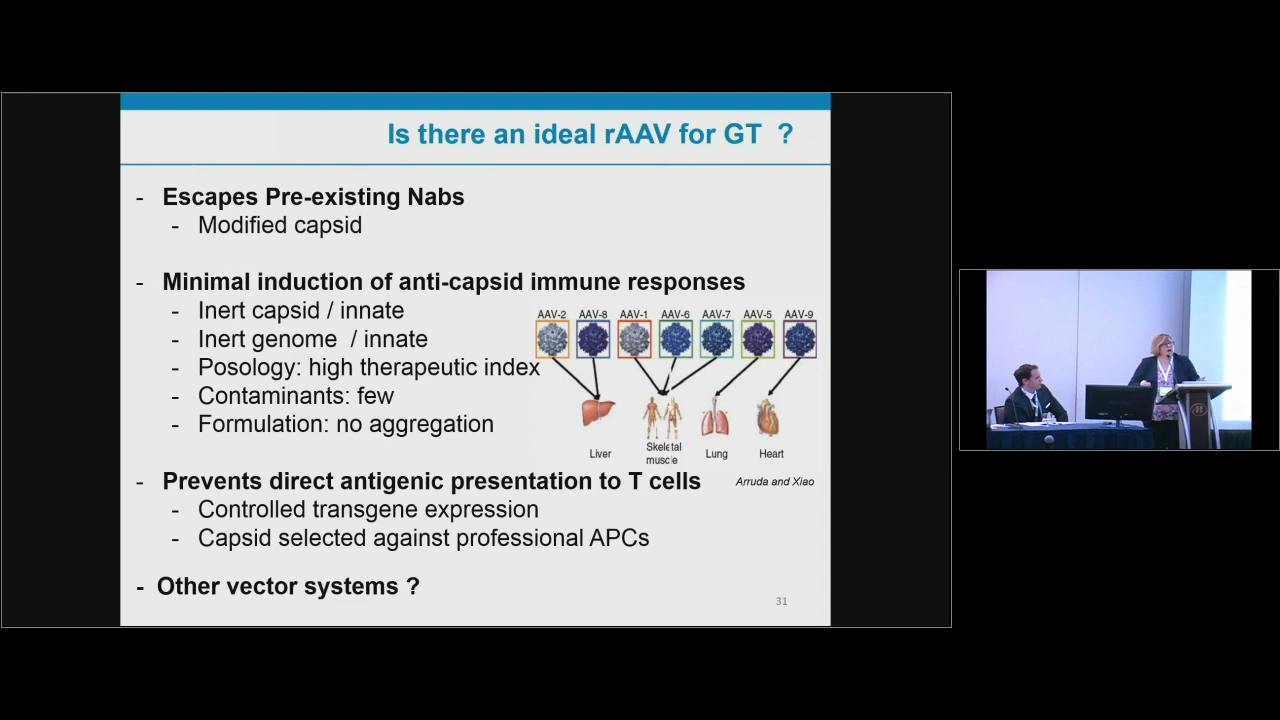 Is there an ideal rAAV for GT ?
- Escapes Pre-existing Nabs
- Modified capsid
- Minimal induction of anti-capsid immune responses
- Inert capsid / innate
- Inert genome / innate
- Posology: high therapeutic index
- Contaminants: few
- Formulation: no aggregation
AAV-2 AAV-8 AAV-1 AAV-6 AAV-7 AAV-5 AAV-9
Liver
Skeletal
muscle
Lung
Heart
Arruda and Xiao
- Prevents direct antigenic presentation to T cells
- Controlled transgene expression
- Capsid selected against professional APCs
- Other vector systems ?
31